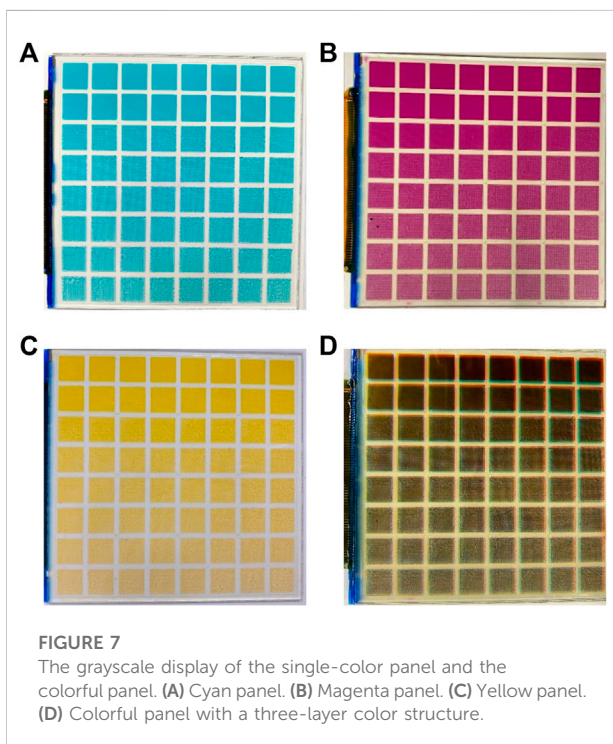 A
B
C
D
FIGURE 7
The grayscale display of the single-color panel and the
colorful panel. (A) Cyan panel. (B) Magenta panel. (C) Yellow panel.
(D) Colorful panel with a three-layer color structure.